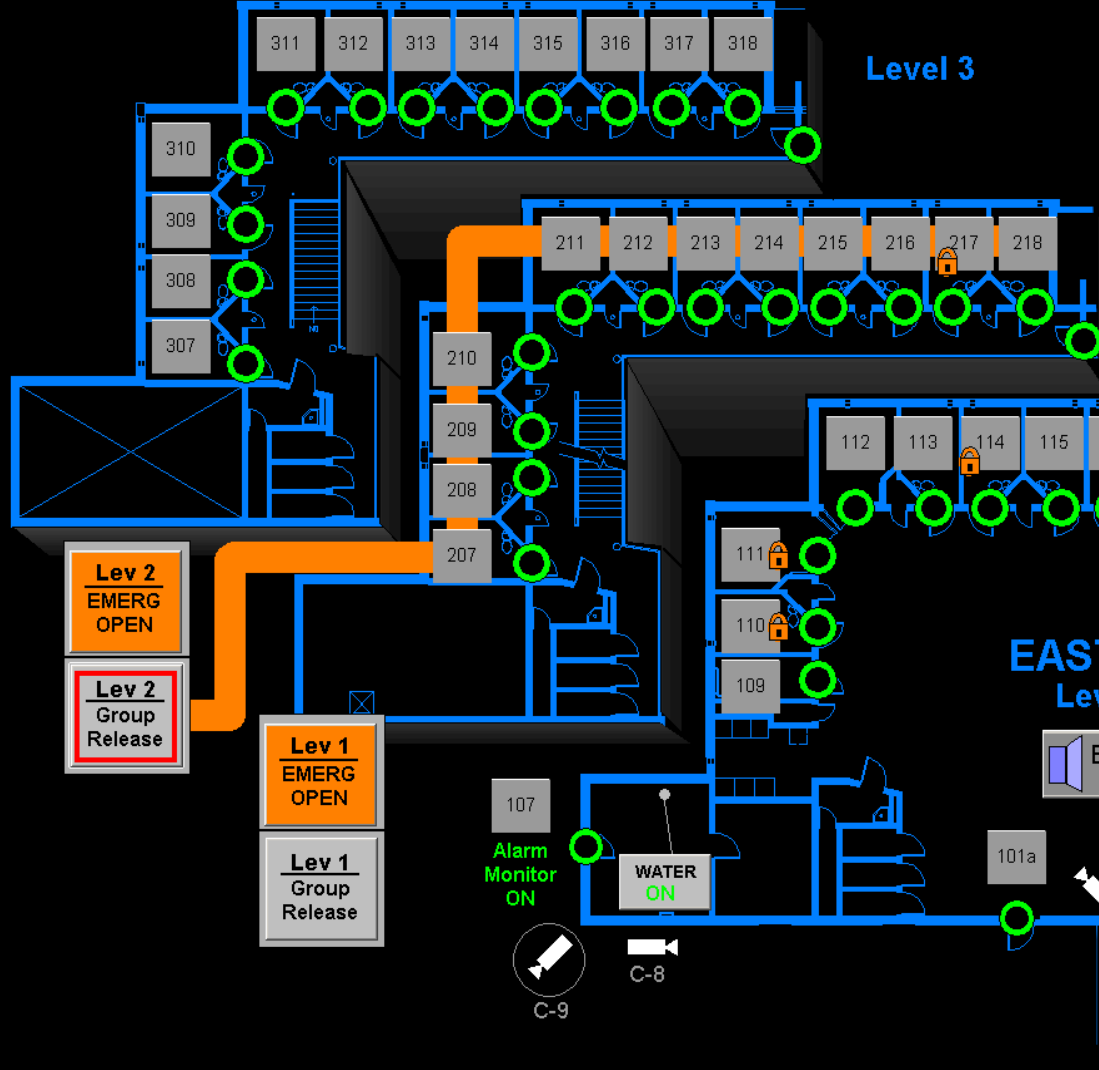 311 312 313 314 315 316 317 318
Level 3
310
309
308
307
211 212 213 214 215 216 217 218
210
209
208
207
112 113 114 115
111
110
109
Lev 2
EMERG
OPEN
Lev 2
Group
Release
Lev 1
EMERG
OPEN
Lev 1
Group
Release
EAS
Lev
E
107
Alarm
Monitor
ON
WATER
ON
101a
C-8
C-9